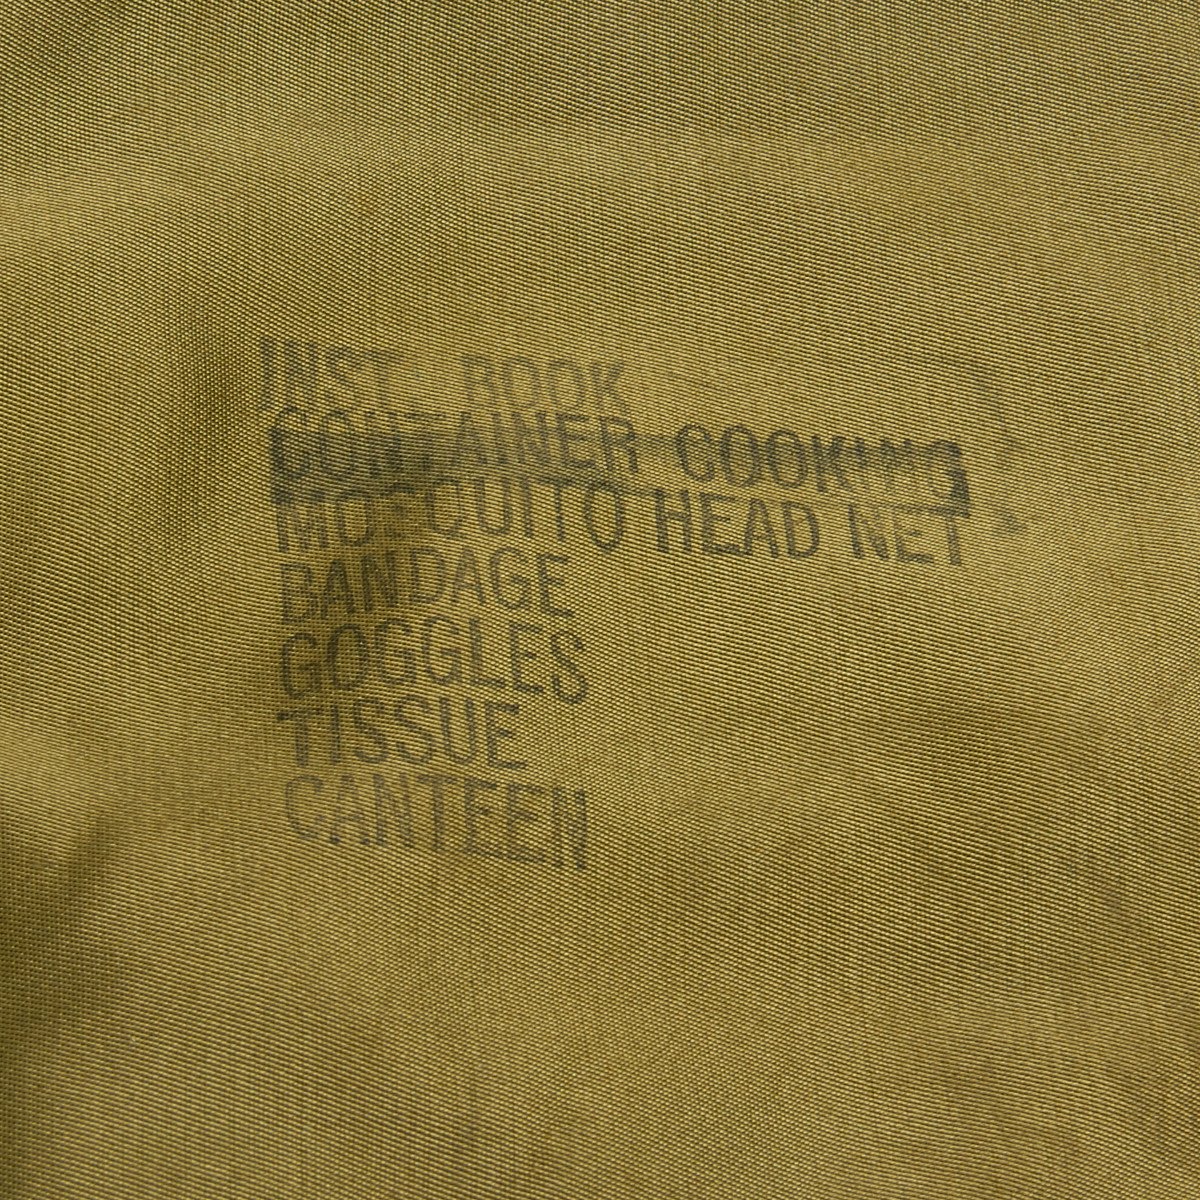 INST. BOOK
CONTAINER COOKING
MOSQUITO HEAD NET
BANDAGE
GOGGLES
TISSUE
CANTEEN